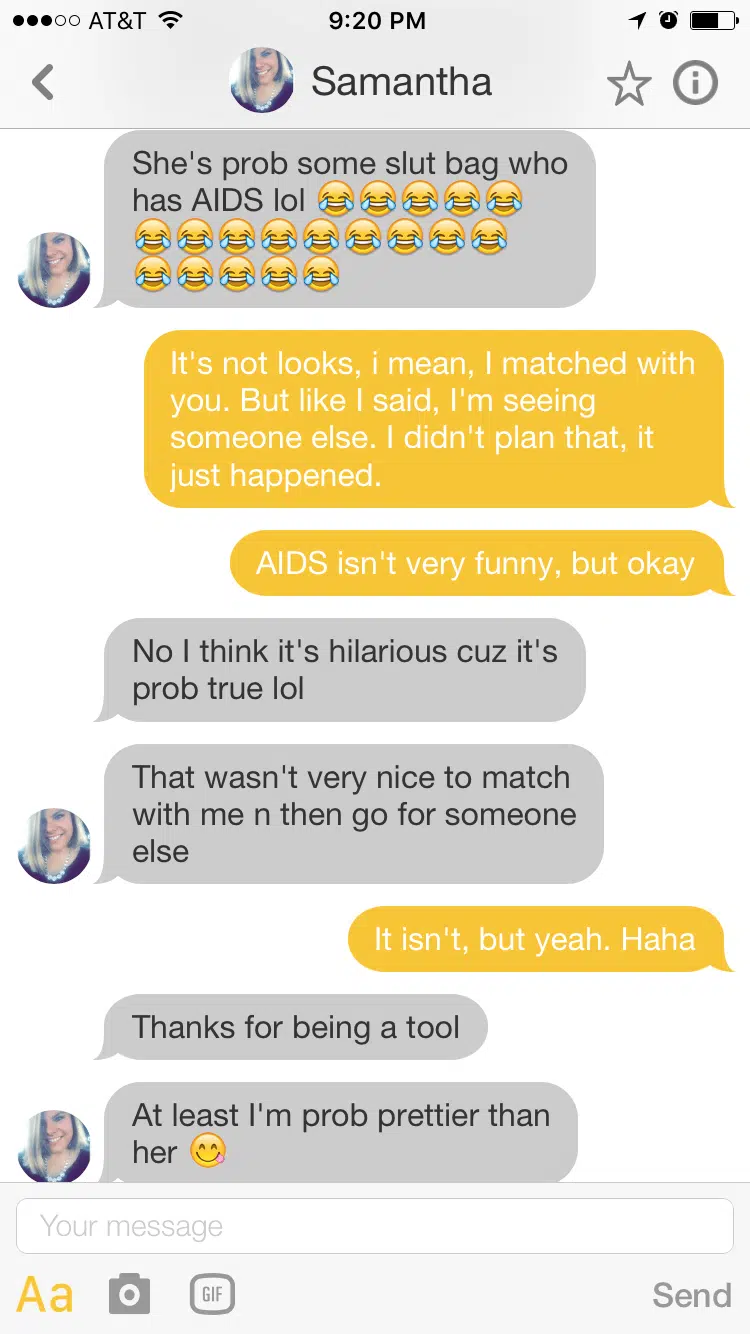 AT&T 9:20 PM
Samantha
She's prob some slut bag who
has AIDS lol 😂😂😂😂😂
😂😂😂😂😂😂😂😂😂
😂😂😂😂😂
It's not looks, i mean, I matched with
you. But like I said, I'm seeing
someone else. I didn't plan that, it
just happened.
AIDS isn't very funny, but okay
No I think it's hilarious cuz it's
prob true lol
That wasn't very nice to match
with me n then go for someone
else
It isn't, but yeah. Haha
Thanks for being a tool
At least I'm prob prettier than
her 😋
Your message
Aa GIF Send